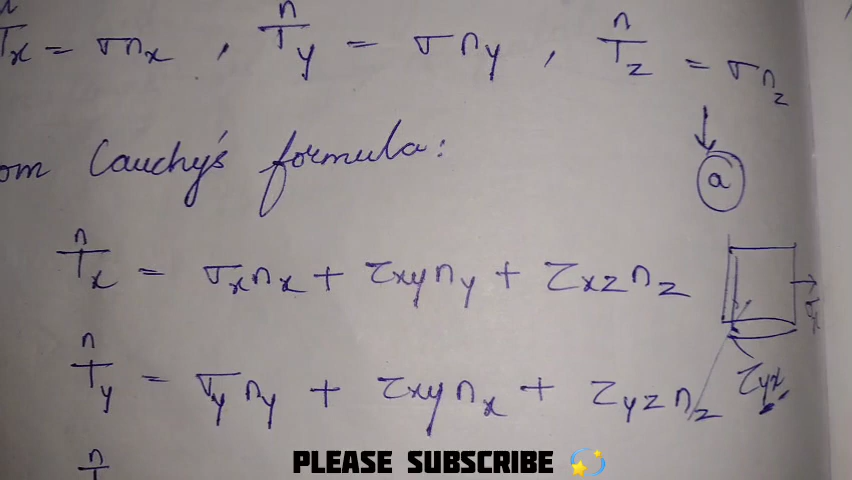 n n n
Tx = σnx , Ty = σny , Tz = σnz
om Cauchy's formula:
a
n
Tx = σxnx + τxyny + τxznz
n
Ty = σyny + τxynx + τyznz
τyx
n
PLEASE SUBSCRIBE